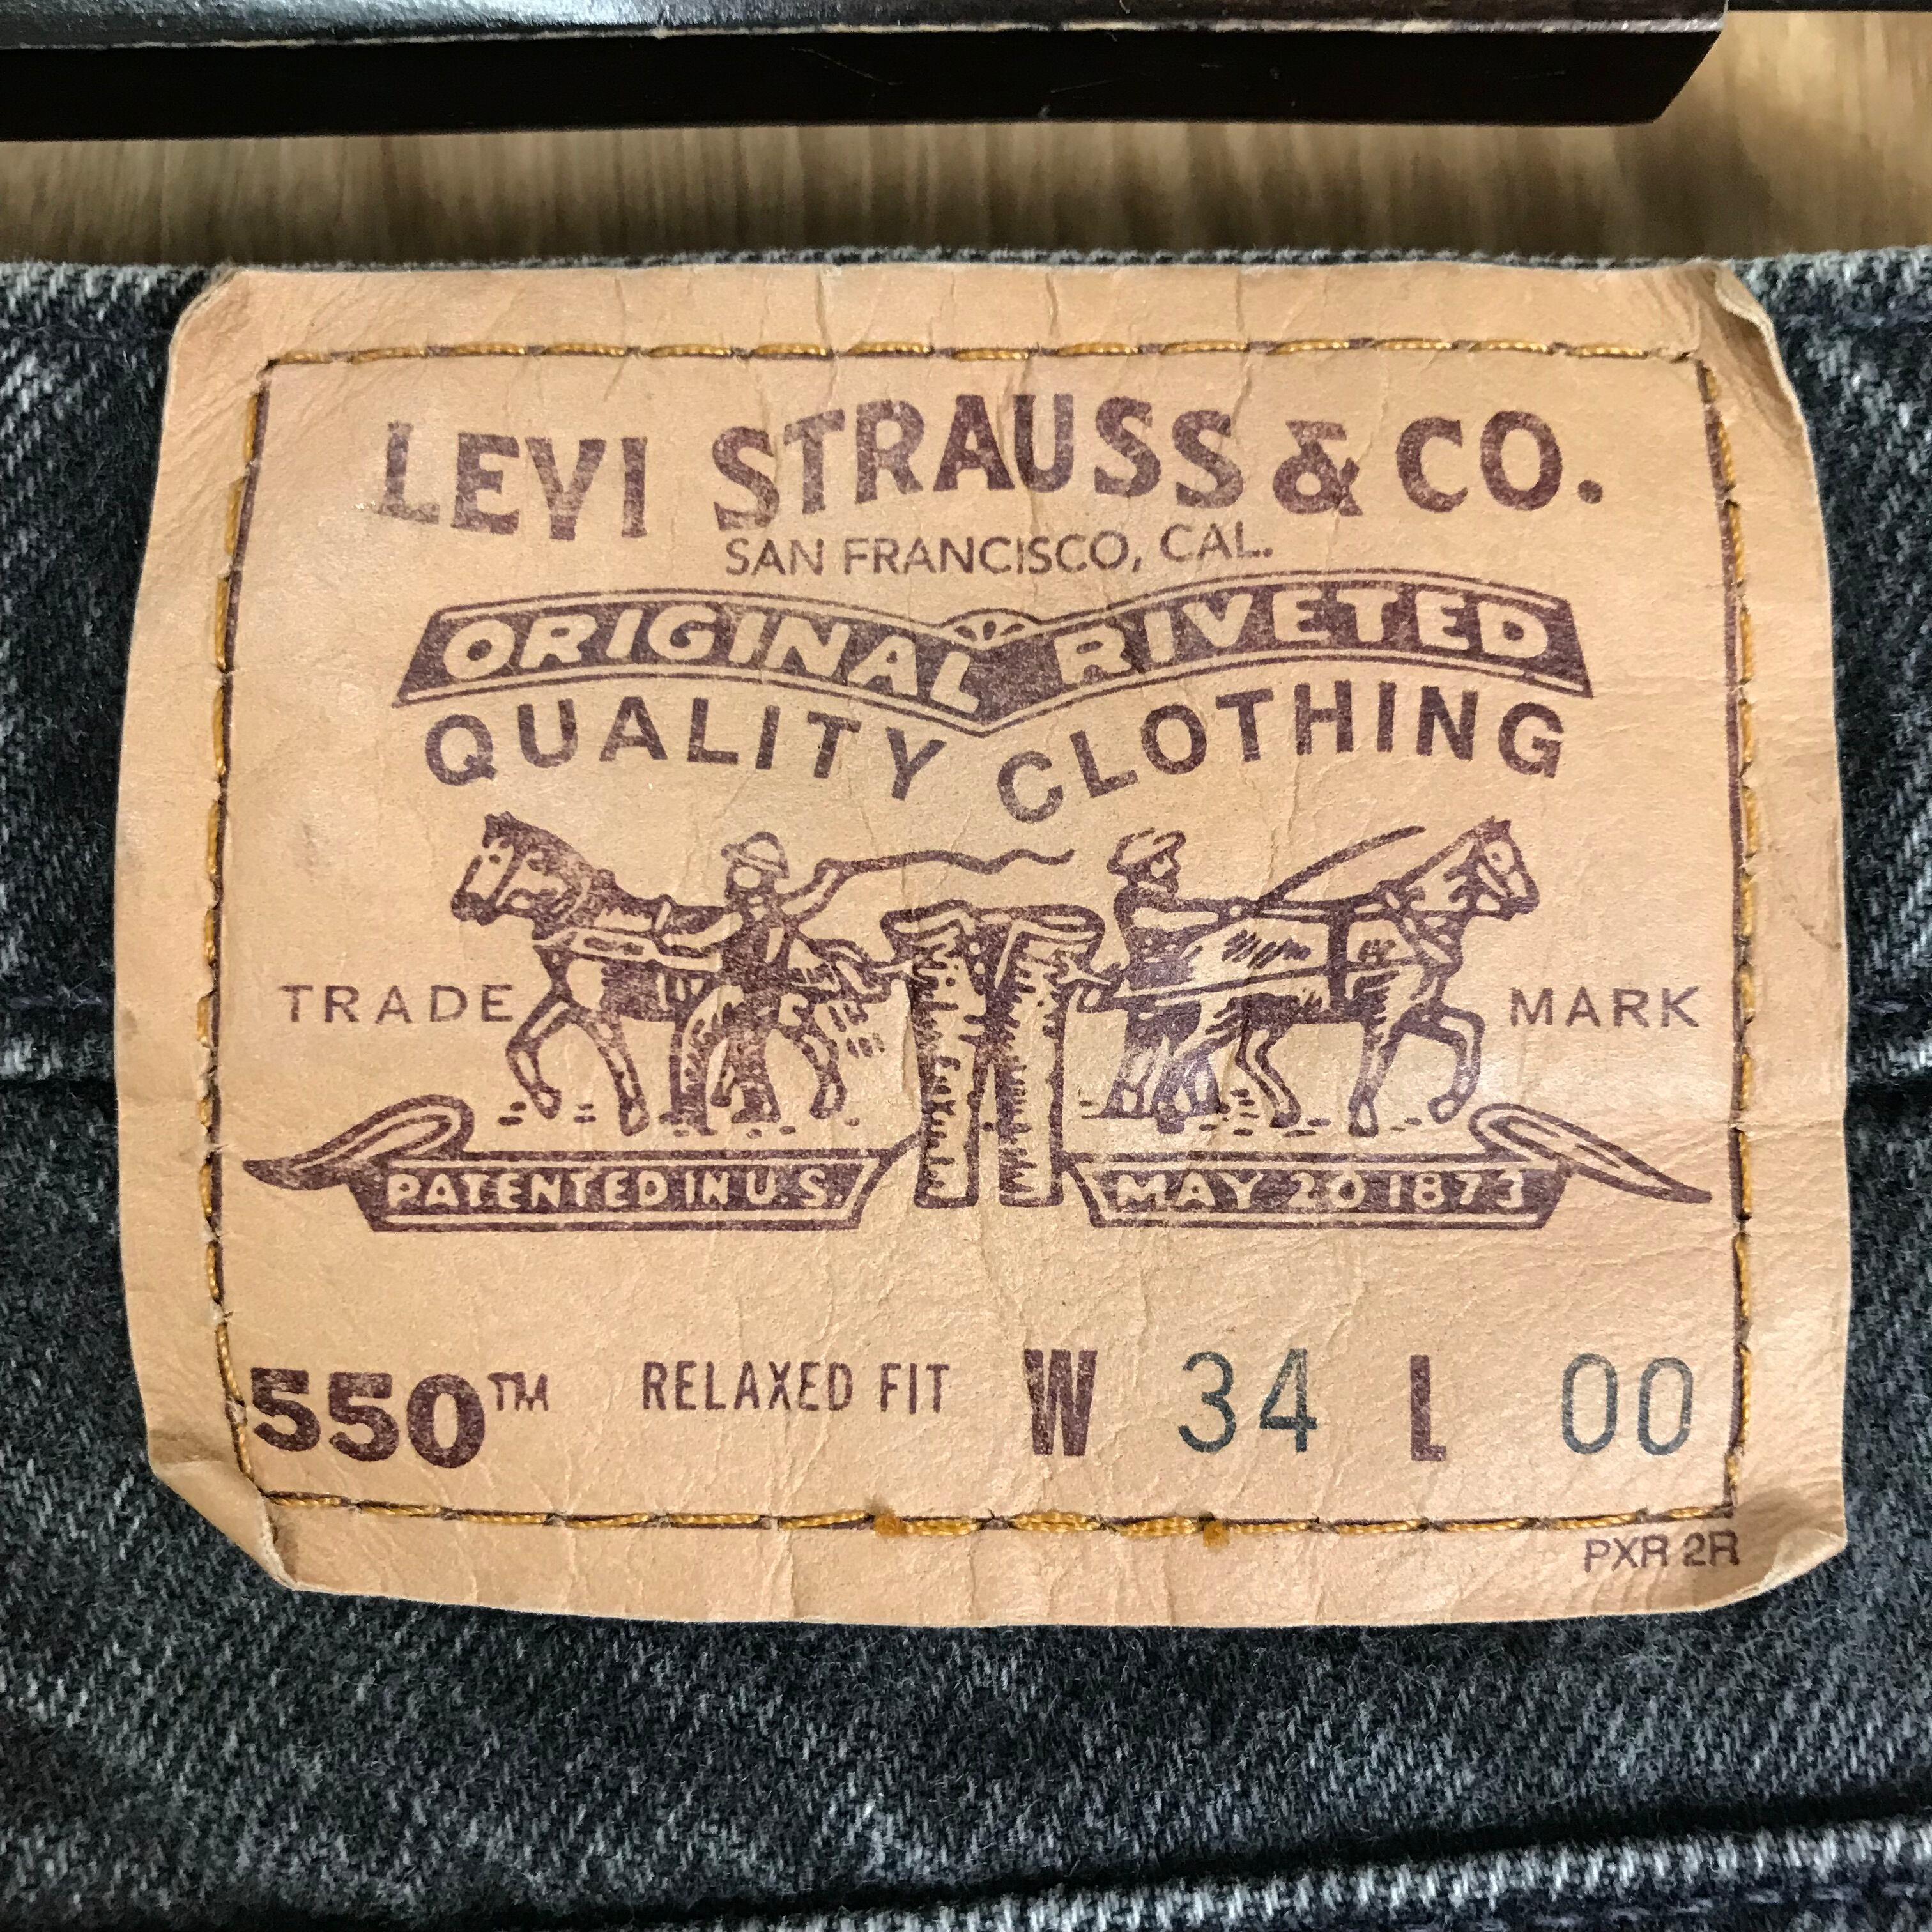 LEVI STRAUSS & CO.
SAN FRANCISCO, CAL.
ORIGINAL RIVETED
QUALITY CLOTHING
TRADE MARK
PATENTED IN U.S. MAY 20 1873
550™ RELAXED FIT W 34 L 00
PXR 2R